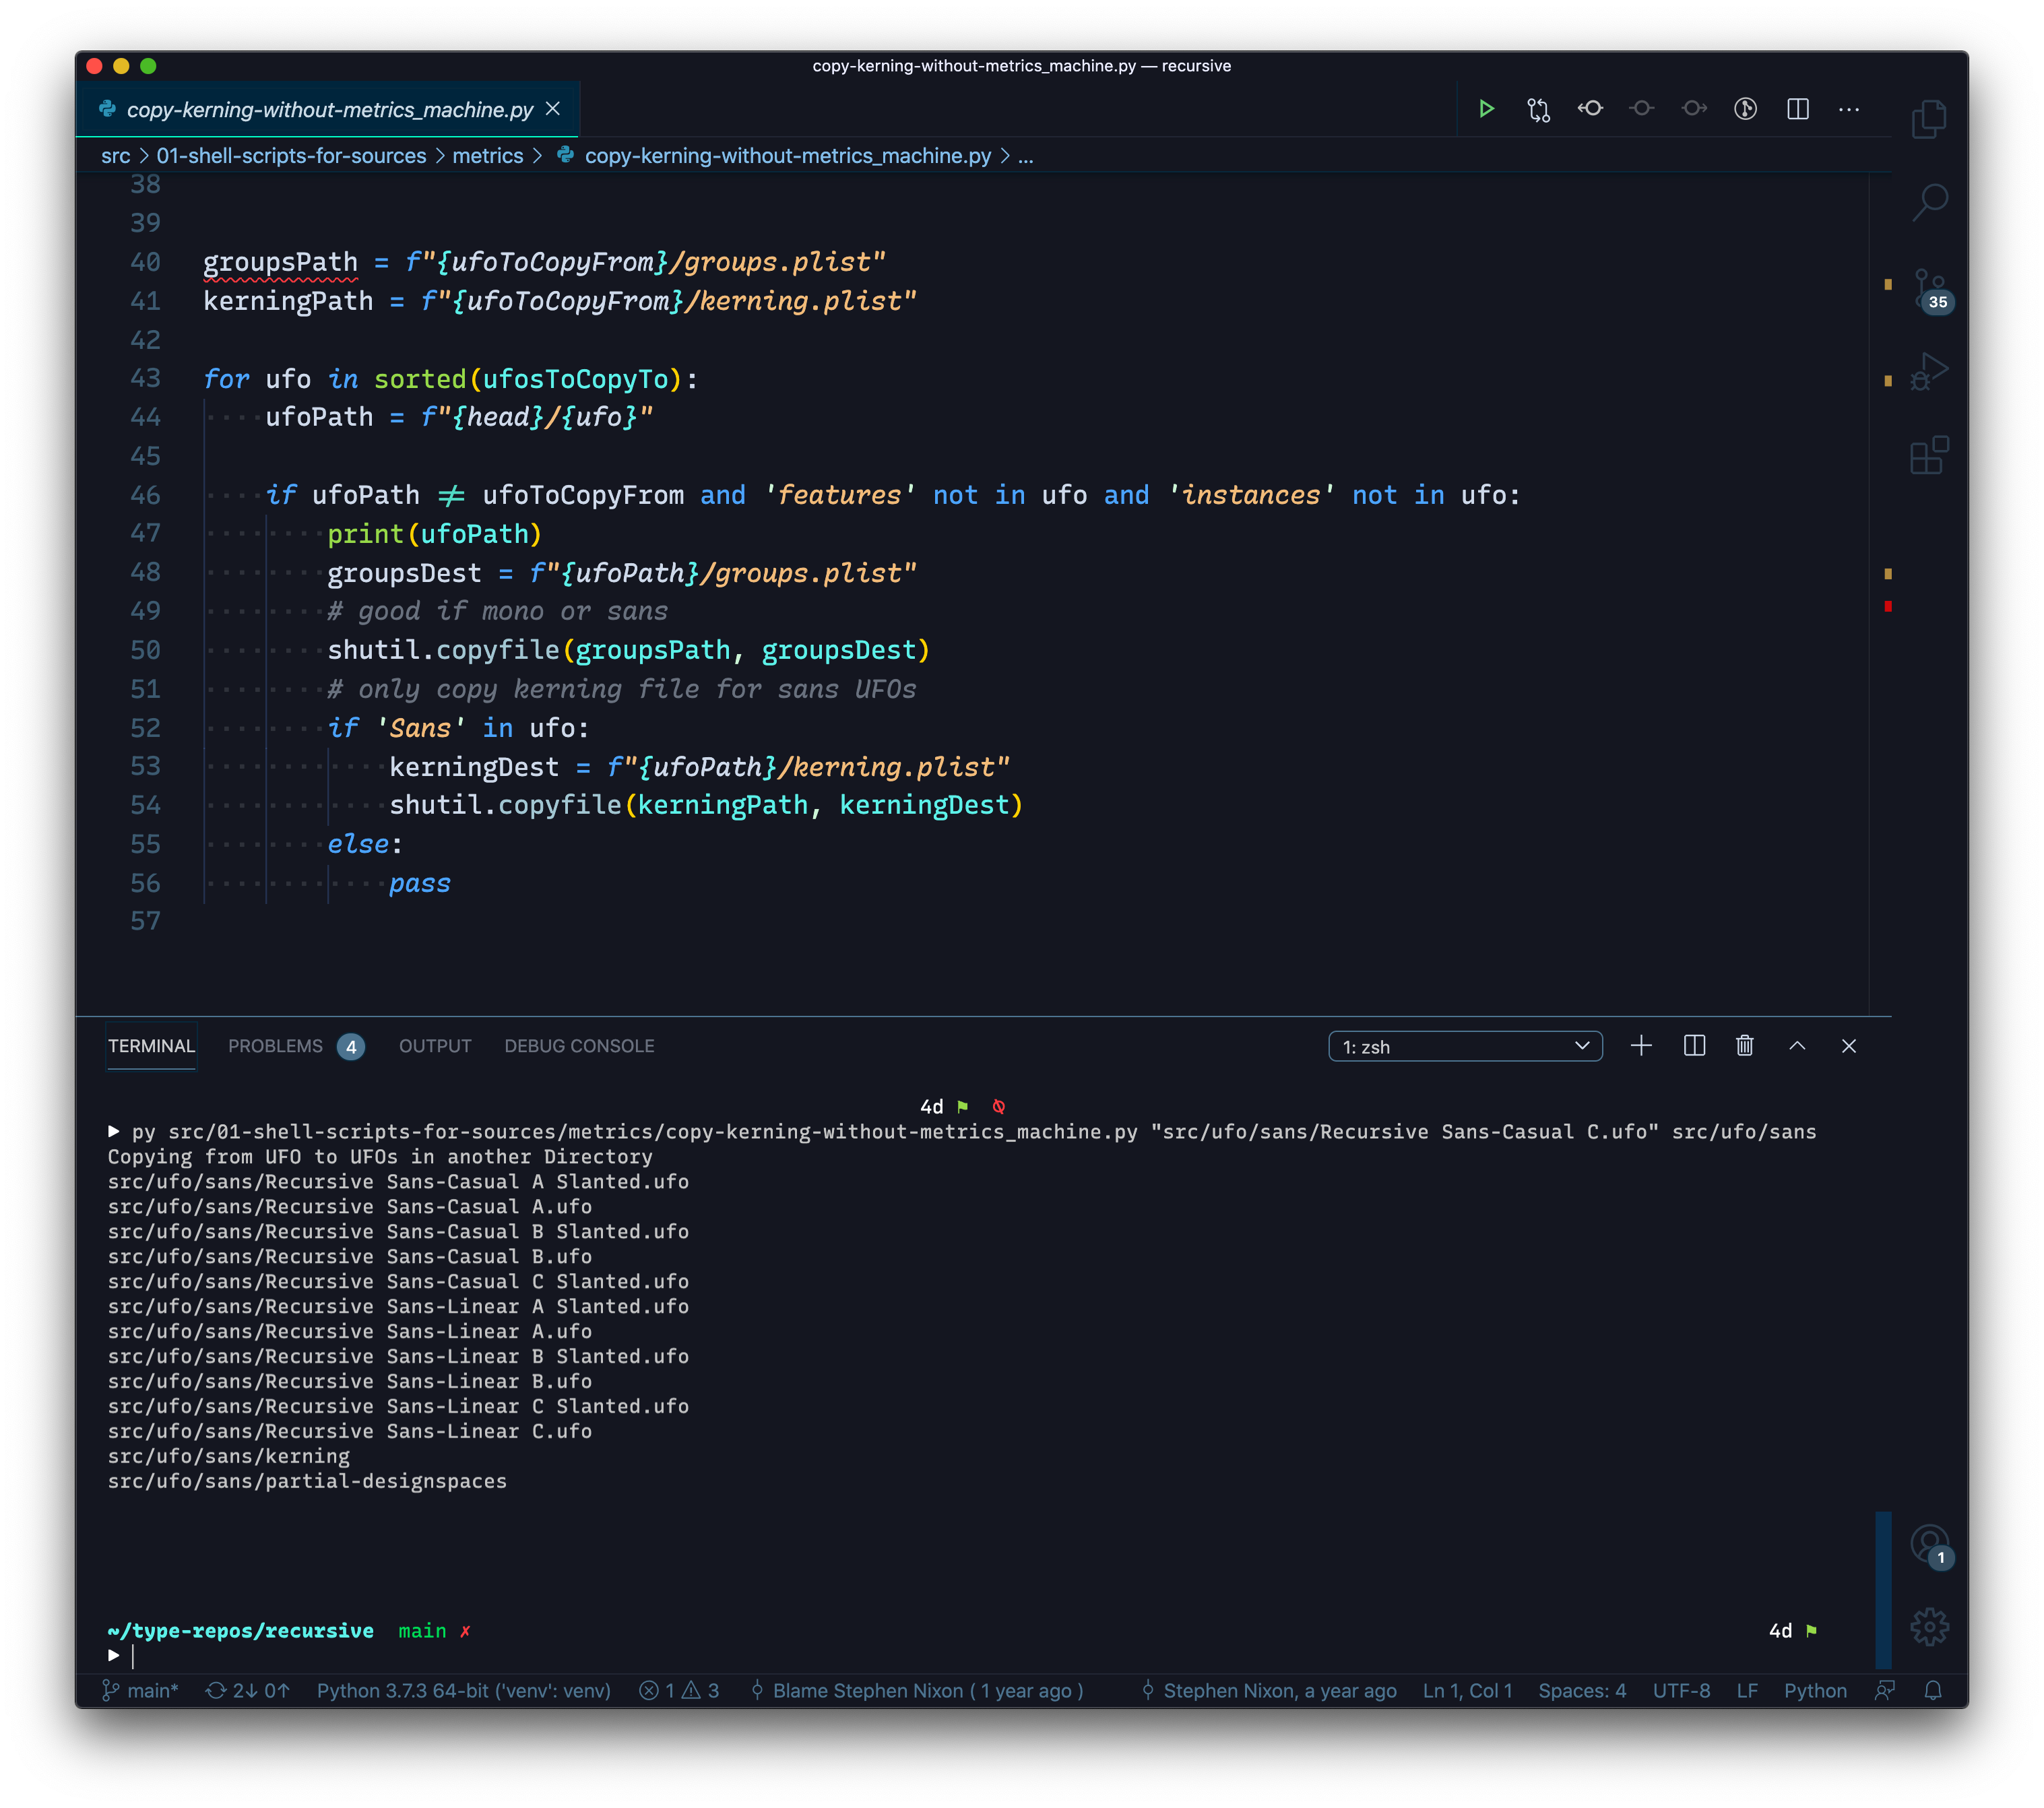 copy-kerning-without-metrics_machine.py — recursive
copy-kerning-without-metrics_machine.py
src > 01-shell-scripts-for-sources > metrics > copy-kerning-without-metrics_machine.py > ...
38
39
40 groupsPath = f"{ufoToCopyFrom}/groups.plist"
41 kerningPath = f"{ufoToCopyFrom}/kerning.plist"
42
43 for ufo in sorted(ufosToCopyTo):
44 ufoPath = f"{head}/{ufo}"
45
46 if ufoPath ≠ ufoToCopyFrom and 'features' not in ufo and 'instances' not in ufo:
47 print(ufoPath)
48 groupsDest = f"{ufoPath}/groups.plist"
49 # good if mono or sans
50 shutil.copyfile(groupsPath, groupsDest)
51 # only copy kerning file for sans UFOs
52 if 'Sans' in ufo:
53 kerningDest = f"{ufoPath}/kerning.plist"
54 shutil.copyfile(kerningPath, kerningDest)
55 else:
56 pass
57
35
TERMINAL PROBLEMS 4 OUTPUT DEBUG CONSOLE 1: zsh
4d
py src/01-shell-scripts-for-sources/metrics/copy-kerning-without-metrics_machine.py "src/ufo/sans/Recursive Sans-Casual C.ufo" src/ufo/sans
Copying from UFO to UFOs in another Directory
src/ufo/sans/Recursive Sans-Casual A Slanted.ufo
src/ufo/sans/Recursive Sans-Casual A.ufo
src/ufo/sans/Recursive Sans-Casual B Slanted.ufo
src/ufo/sans/Recursive Sans-Casual B.ufo
src/ufo/sans/Recursive Sans-Casual C Slanted.ufo
src/ufo/sans/Recursive Sans-Linear A Slanted.ufo
src/ufo/sans/Recursive Sans-Linear A.ufo
src/ufo/sans/Recursive Sans-Linear B Slanted.ufo
src/ufo/sans/Recursive Sans-Linear B.ufo
src/ufo/sans/Recursive Sans-Linear C Slanted.ufo
src/ufo/sans/Recursive Sans-Linear C.ufo
src/ufo/sans/kerning
src/ufo/sans/partial-designspaces
1
~/type-repos/recursive main ✗ 4d
main* 2↓ 0↑ Python 3.7.3 64-bit ('venv': venv) 1 3 Blame Stephen Nixon ( 1 year ago ) Stephen Nixon, a year ago Ln 1, Col 1 Spaces: 4 UTF-8 LF Python